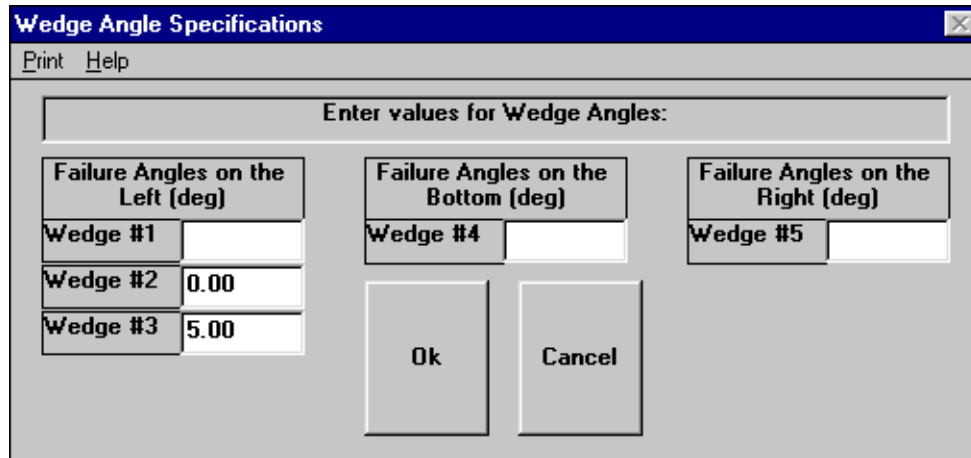 Wedge Angle Specifications
Print Help
Enter values for Wedge Angles:
Failure Angles on the
Left (deg)
Wedge #1
Wedge #2 0.00
Wedge #3 5.00
Failure Angles on the
Bottom (deg)
Wedge #4
Ok
Cancel
Failure Angles on the
Right (deg)
Wedge #5